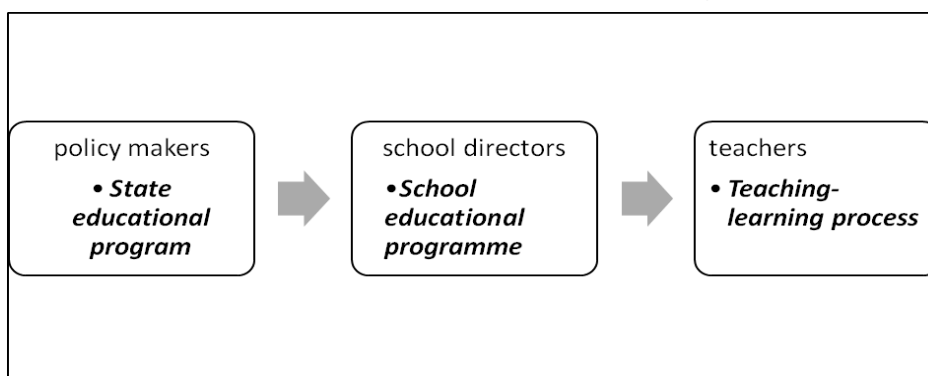 policy makers
• State
educational
program
school directors
• School
educational
programme
teachers
• Teaching-
learning process